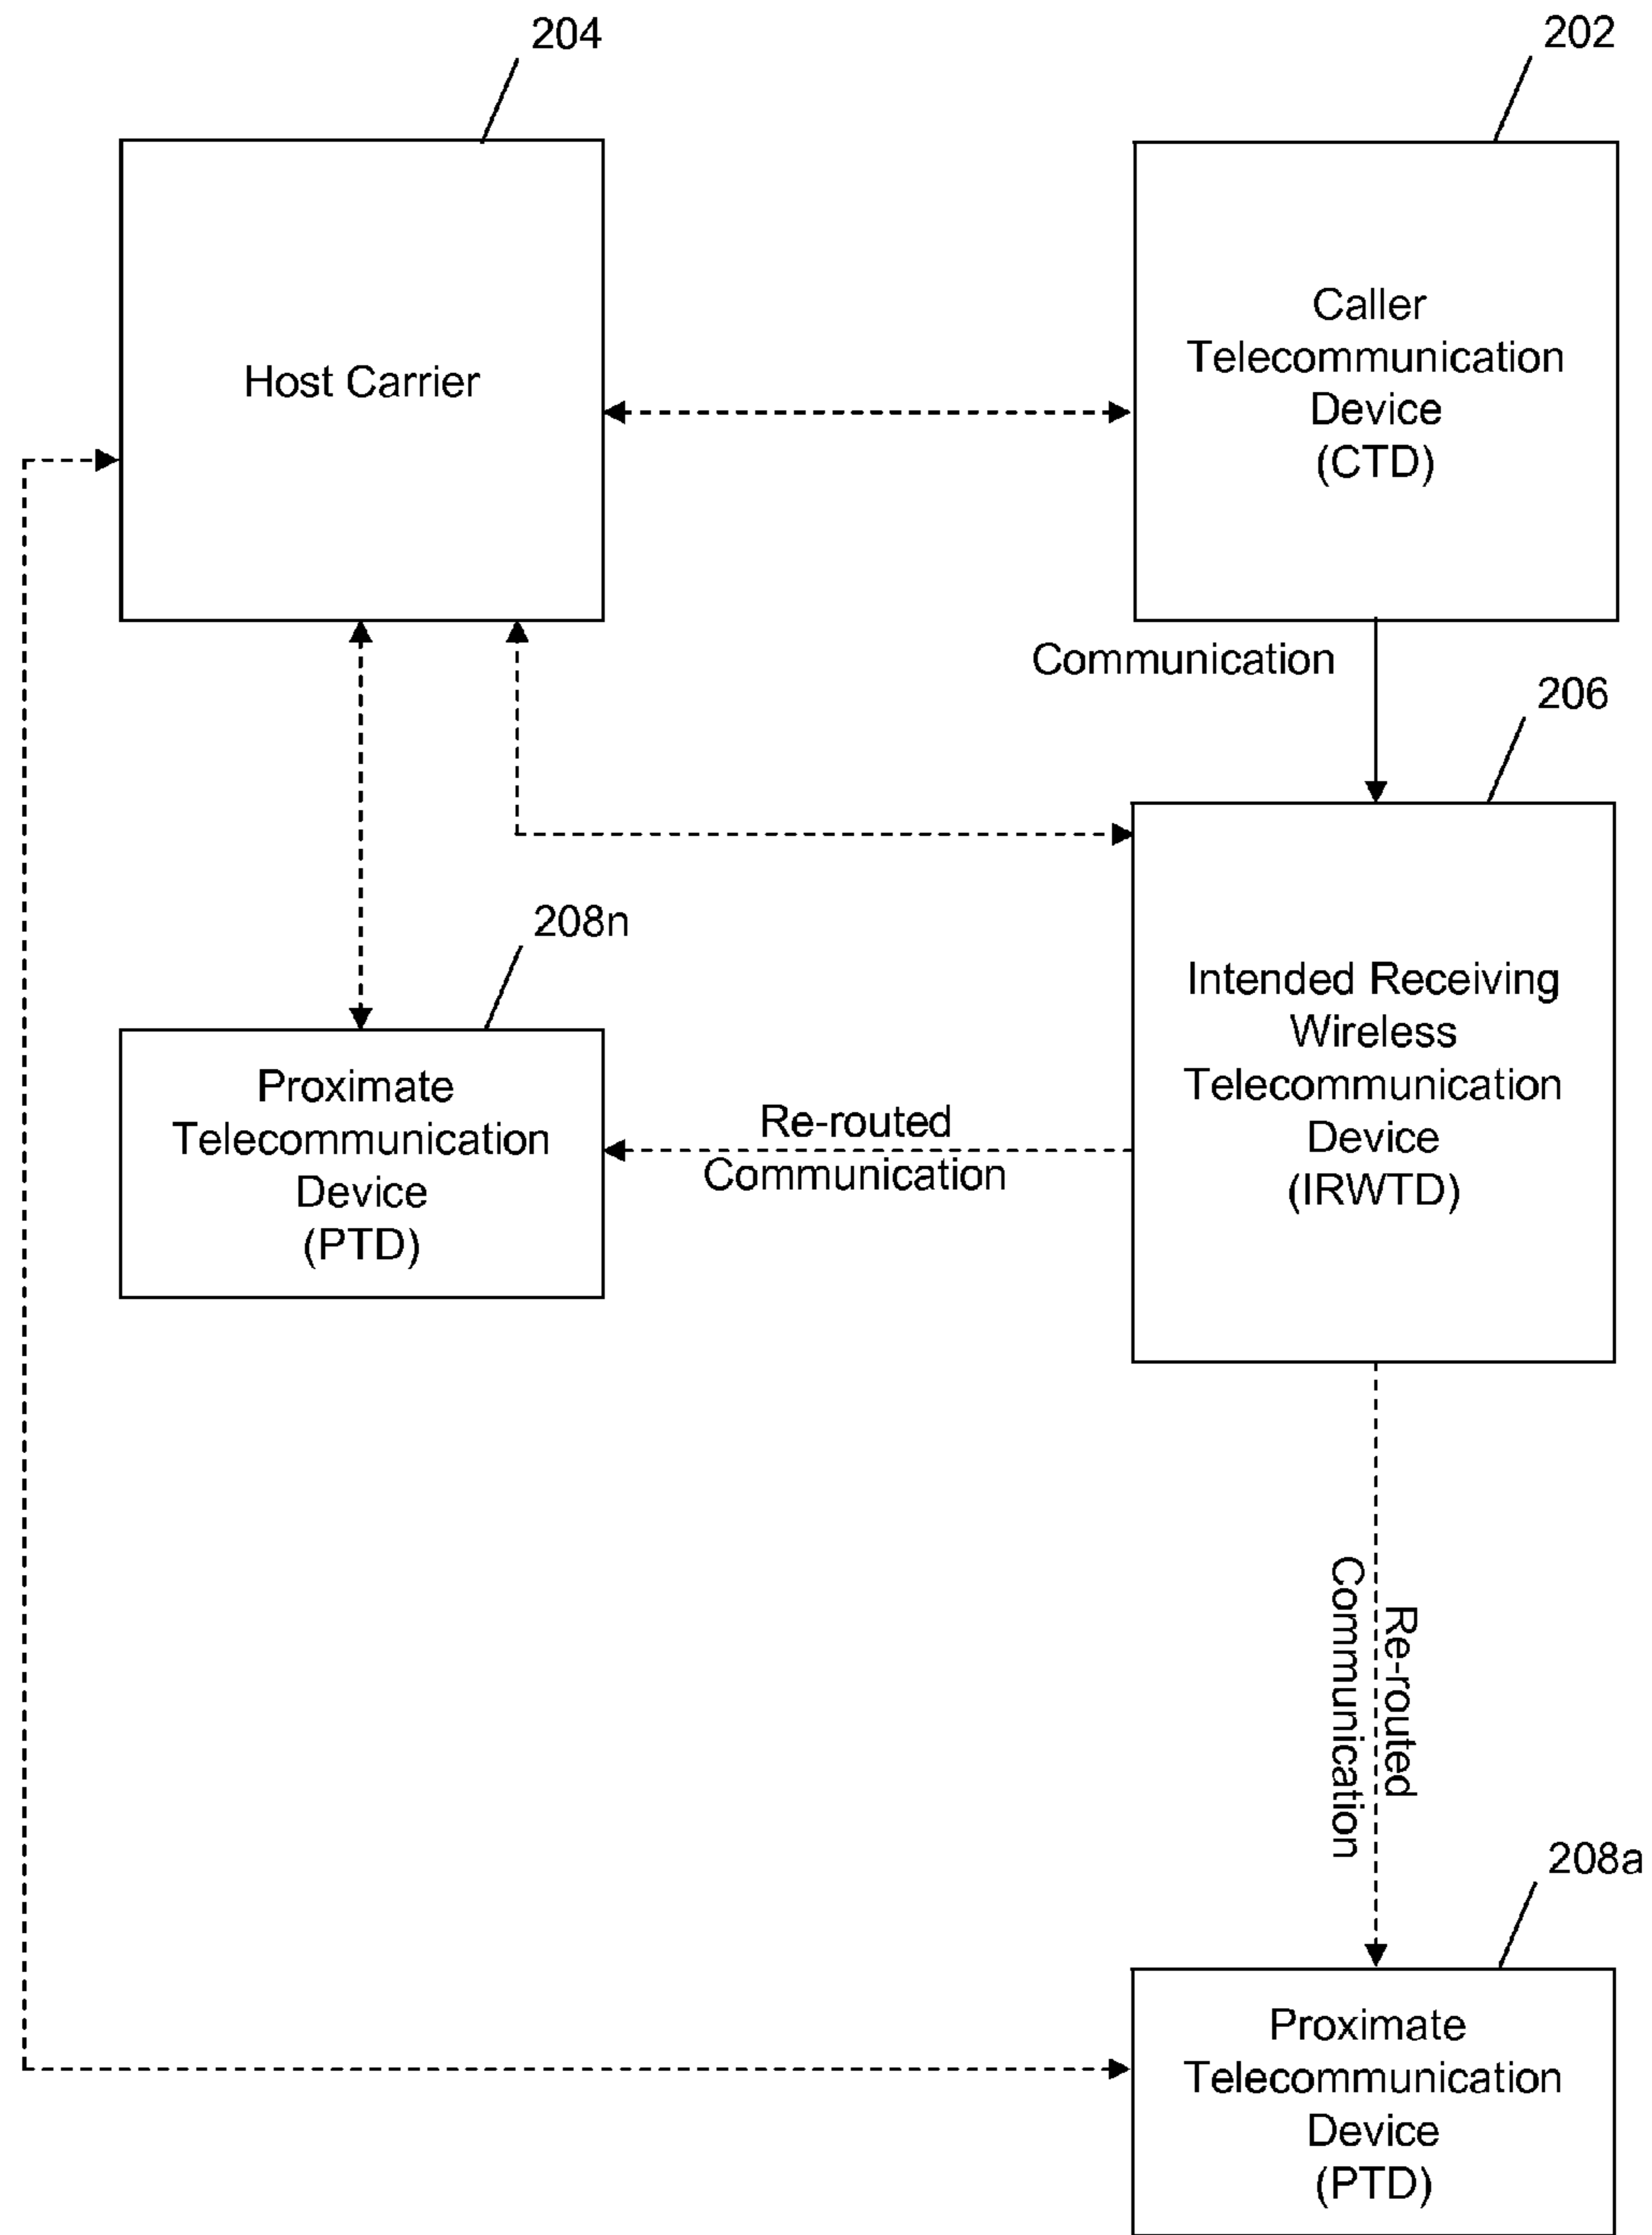 204
202
Host Carrier
Caller
Telecommunication
Device
(CTD)
Communication
206
208n
Intended Receiving
Wireless
Telecommunication
Device
(IRWTD)
Proximate
Telecommunication
Device
(PTD)
Re-routed
Communication
Re-routed
Communication
208a
Proximate
Telecommunication
Device
(PTD)